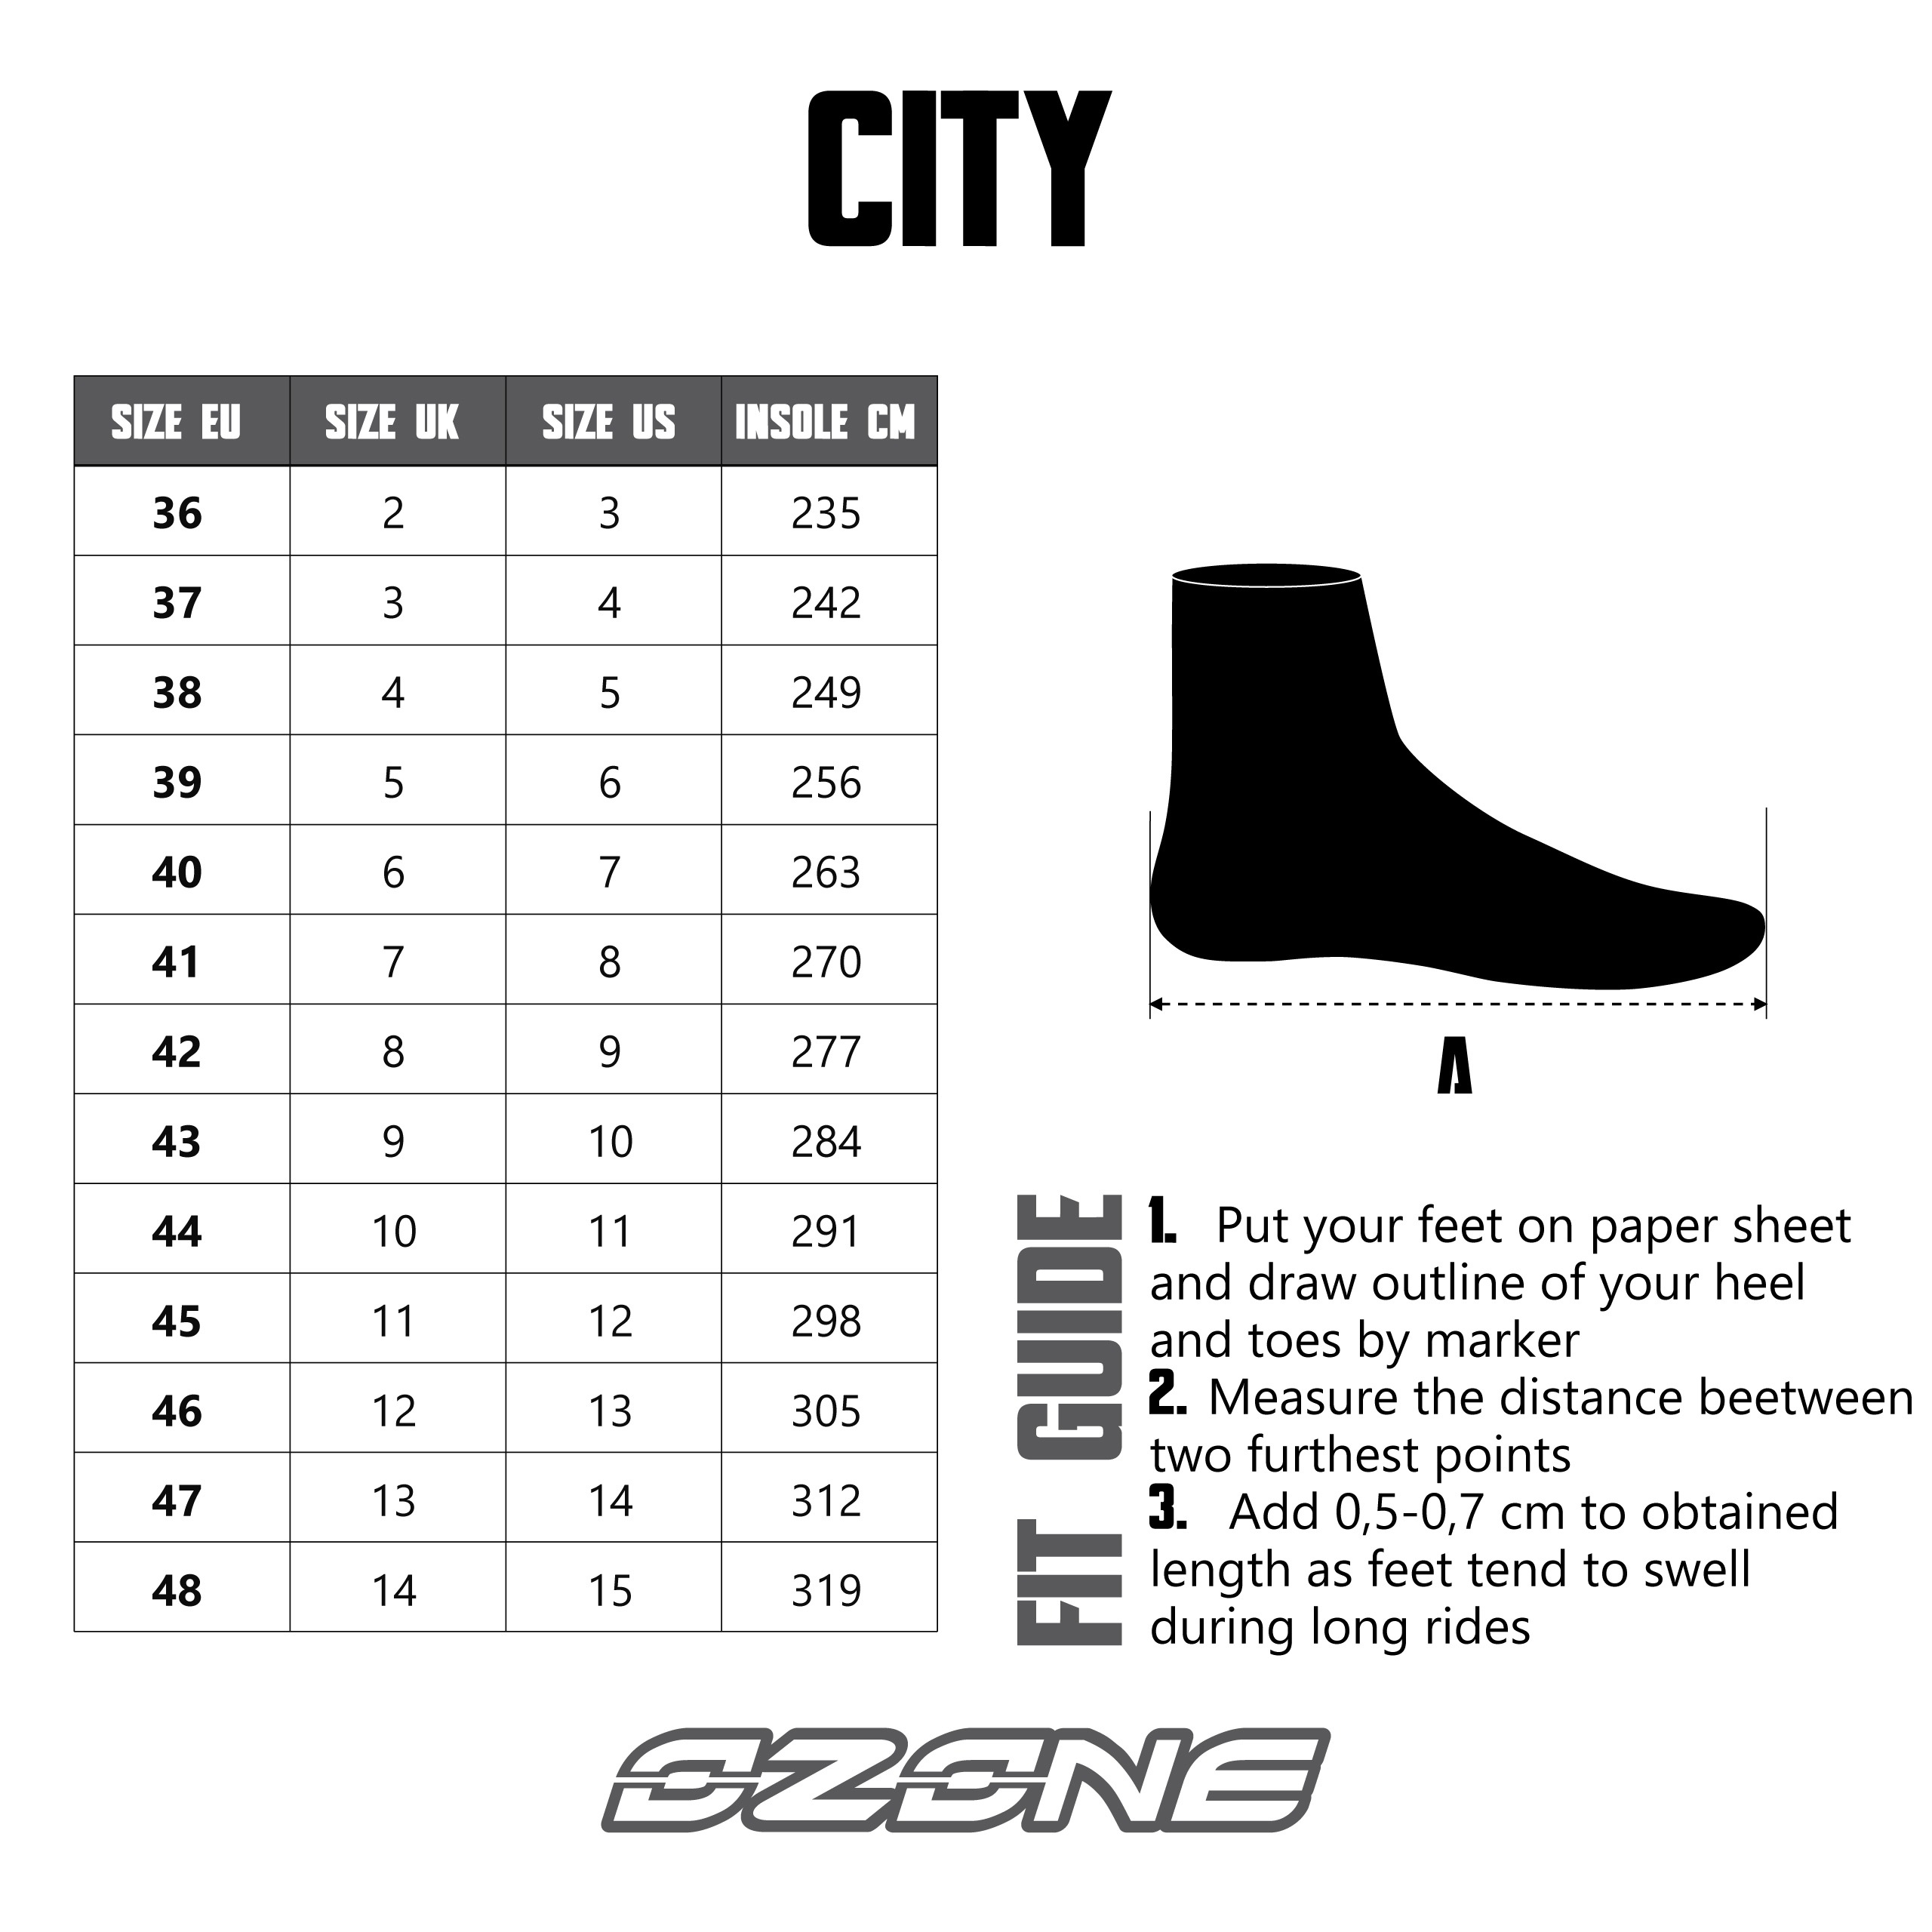 CITY
SIZE EU SIZE UK SIZE US INSOLE CM
36 2 3 235
37 3 4 242
38 4 5 249
39 5 6 256
40 6 7 263
41 7 8 270
42 8 9 277
43 9 10 284
44 10 11 291
45 11 12 298
46 12 13 305
47 13 14 312
48 14 15 319
A
FIT GUIDE
1. Put your feet on paper sheet
and draw outline of your heel
and toes by marker
2. Measure the distance beetween
two furthest points
3. Add 0,5-0,7 cm to obtained
length as feet tend to swell
during long rides
OZONE